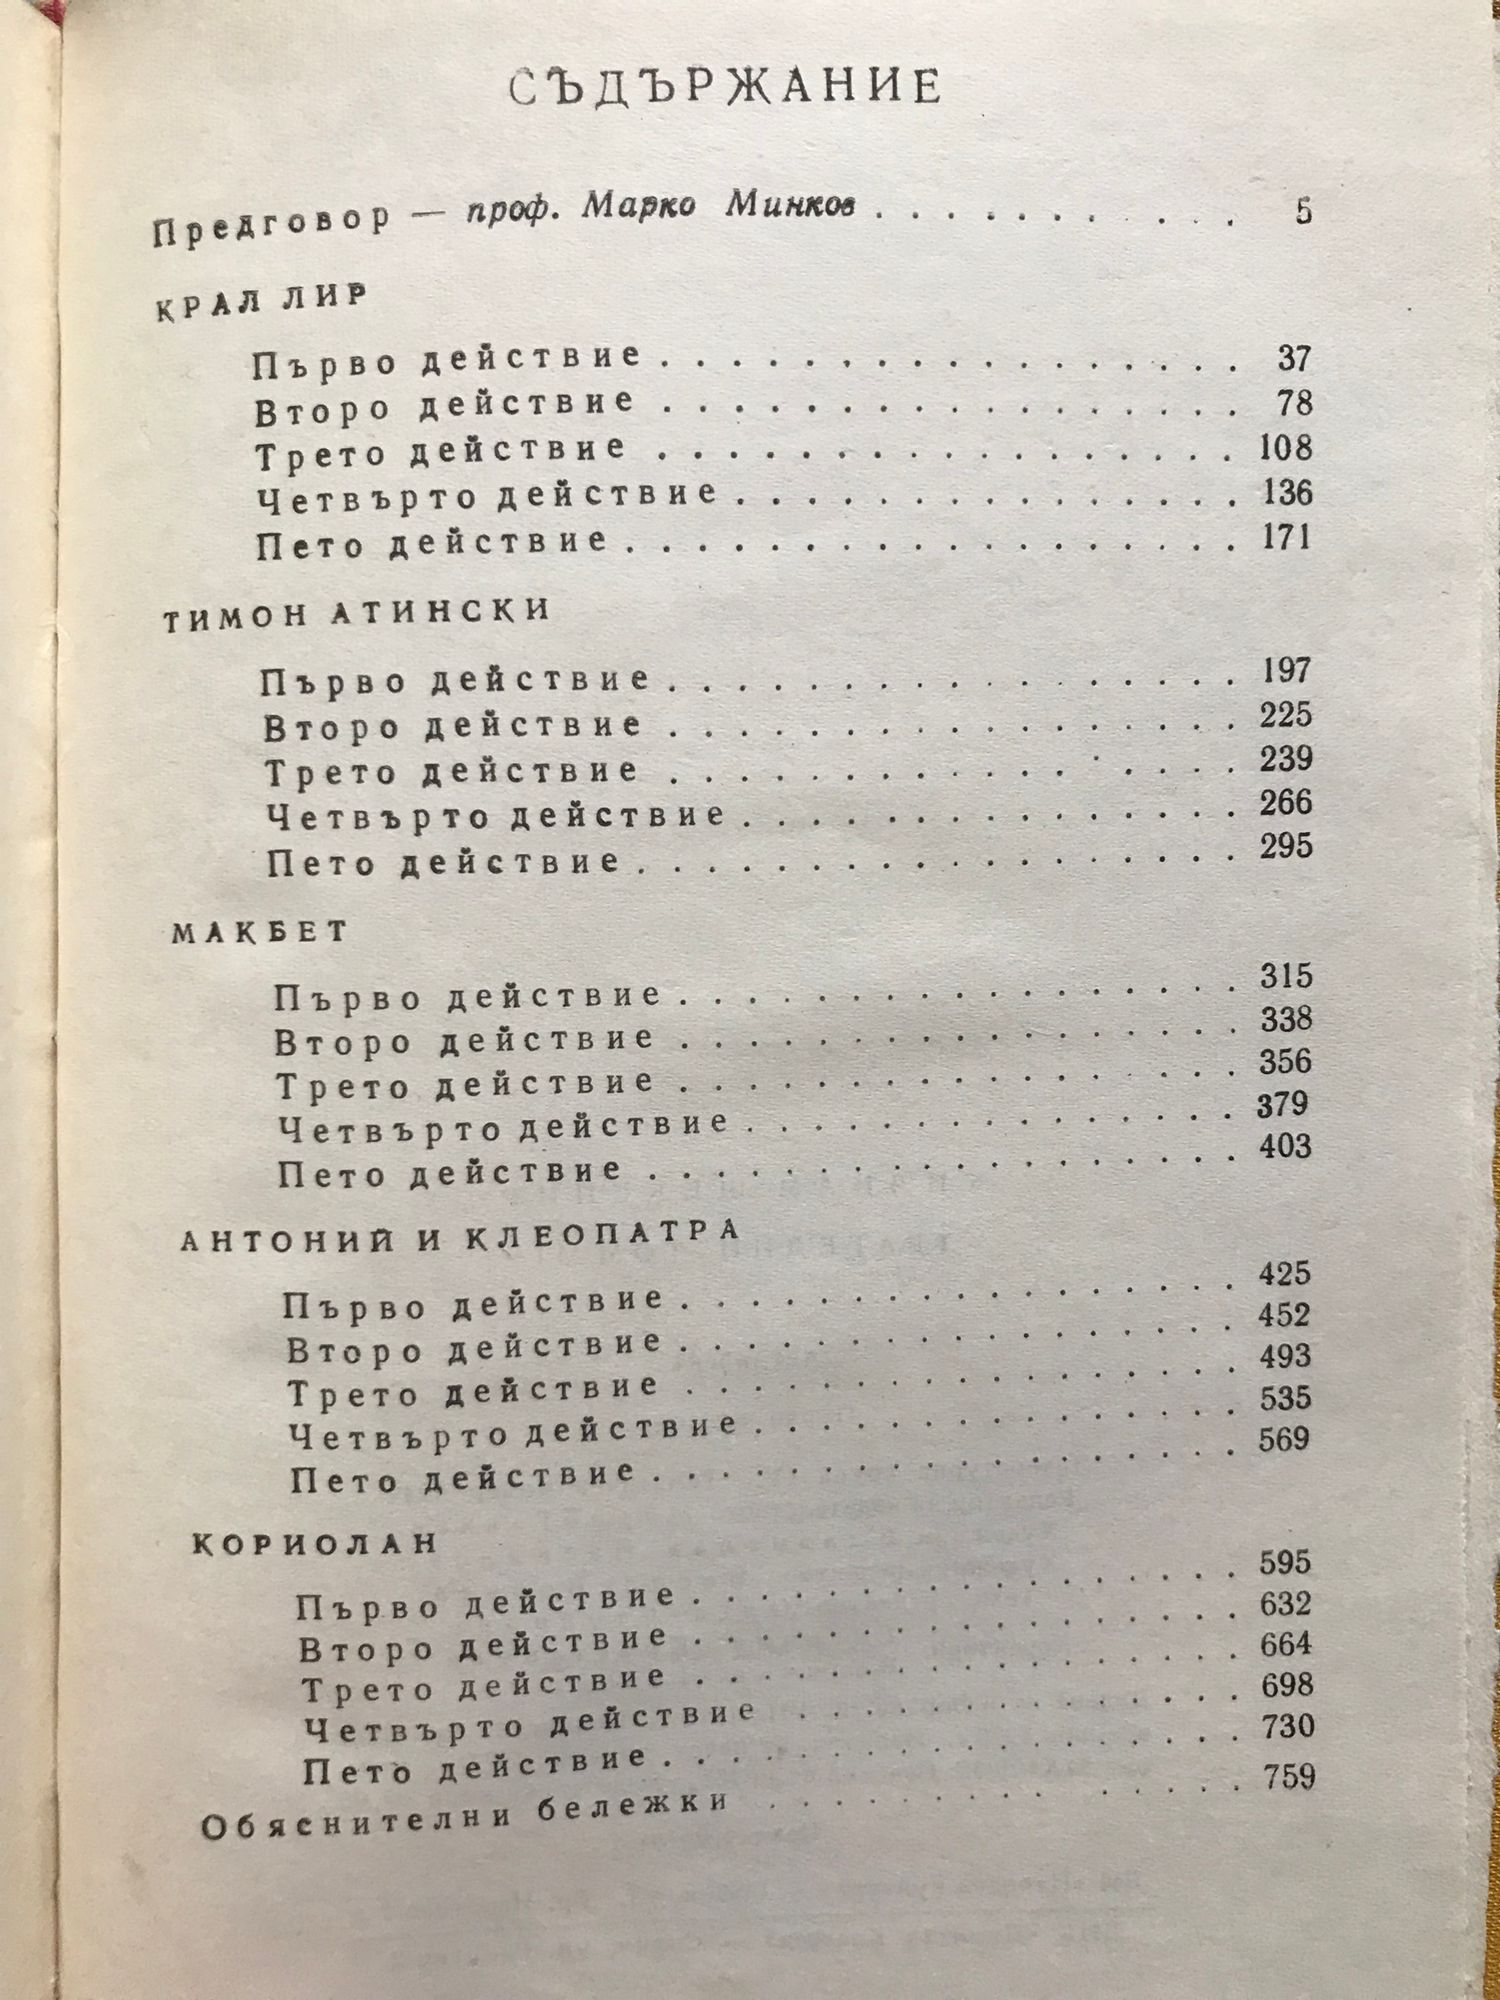 СЪДЪРЖАНИЕ
Предговор — проф. Марко Минков . . . . . . . . . . . 5
КРАЛ ЛИР
Първо действие . . . . . . . . . . . . . . . . . 37
Второ действие . . . . . . . . . . . . . . . . . 78
Трето действие . . . . . . . . . . . . . . . . . 108
Четвърто действие . . . . . . . . . . . . . . . 136
Пето действие . . . . . . . . . . . . . . . . . . 171
ТИМОН АТИНСКИ
Първо действие . . . . . . . . . . . . . . . . . 197
Второ действие . . . . . . . . . . . . . . . . . 225
Трето действие . . . . . . . . . . . . . . . . . 239
Четвърто действие . . . . . . . . . . . . . . . 266
Пето действие . . . . . . . . . . . . . . . . . . 295
МАКБЕТ
Първо действие . . . . . . . . . . . . . . . . . 315
Второ действие . . . . . . . . . . . . . . . . . 338
Трето действие . . . . . . . . . . . . . . . . . 356
Четвърто действие . . . . . . . . . . . . . . . 379
Пето действие . . . . . . . . . . . . . . . . . . 403
АНТОНИЙ И КЛЕОПАТРА
Първо действие . . . . . . . . . . . . . . . . . 425
Второ действие . . . . . . . . . . . . . . . . . 452
Трето действие . . . . . . . . . . . . . . . . . 493
Четвърто действие . . . . . . . . . . . . . . . 535
Пето действие . . . . . . . . . . . . . . . . . . 569
КОРИОЛАН
Първо действие . . . . . . . . . . . . . . . . . 595
Второ действие . . . . . . . . . . . . . . . . . 632
Трето действие . . . . . . . . . . . . . . . . . 664
Четвърто действие . . . . . . . . . . . . . . . 698
Пето действие . . . . . . . . . . . . . . . . . . 730
Обяснителни бележки . . . . . . . . . . . . . 759